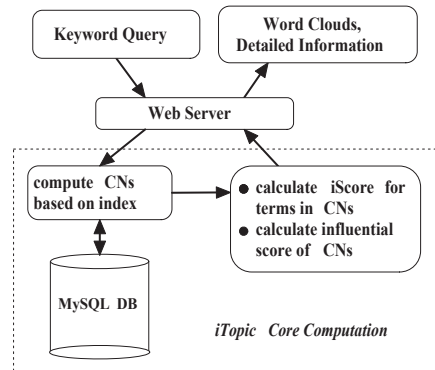 Keyword Query
Word Clouds,
Detailed Information
Web Server
compute CNs
based on index
● calculate iScore for
terms in CNs
● calculate influential
score of CNs
MySQL DB
iTopic Core Computation